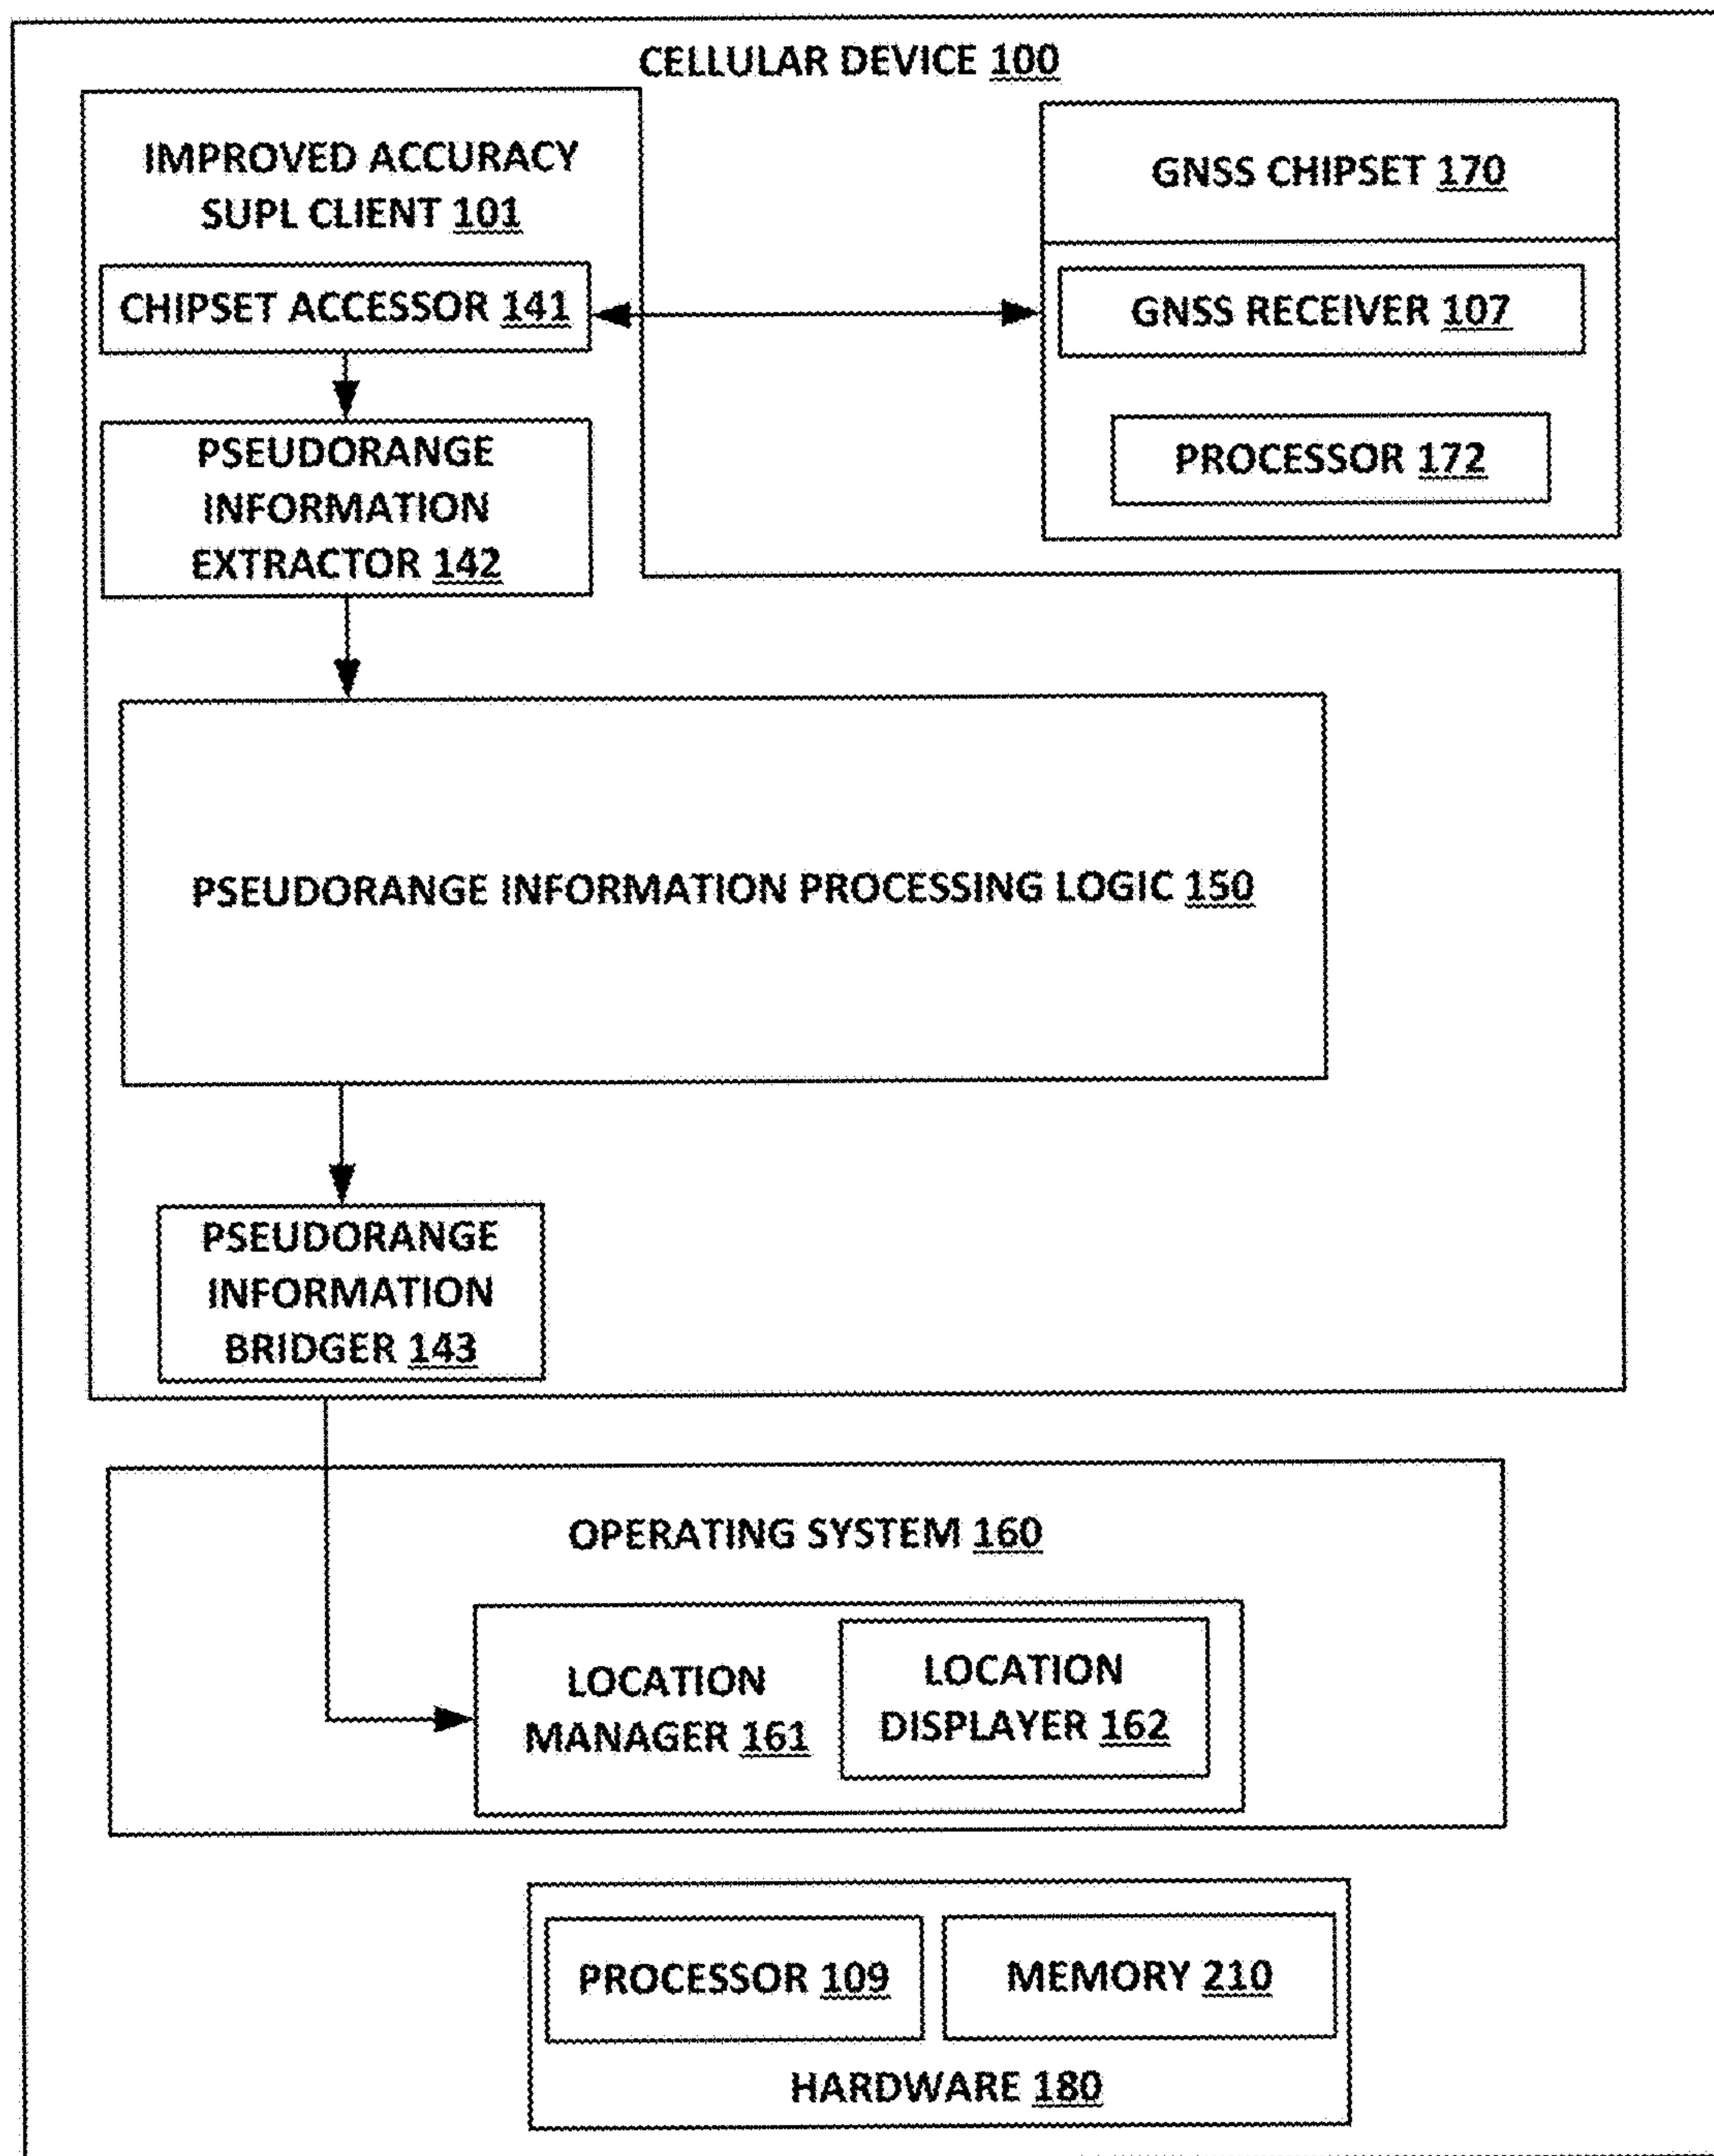 CELLULAR DEVICE 100
IMPROVED ACCURACY
SUPL CLIENT 101
CHIPSET ACCESSOR 141
PSEUDORANGE
INFORMATION
EXTRACTOR 142
GNSS CHIPSET 170
GNSS RECEIVER 107
PROCESSOR 172
PSEUDORANGE INFORMATION PROCESSING LOGIC 150
PSEUDORANGE
INFORMATION
BRIDGER 143
OPERATING SYSTEM 160
LOCATION
MANAGER 161
LOCATION
DISPLAYER 162
PROCESSOR 109
MEMORY 210
HARDWARE 180